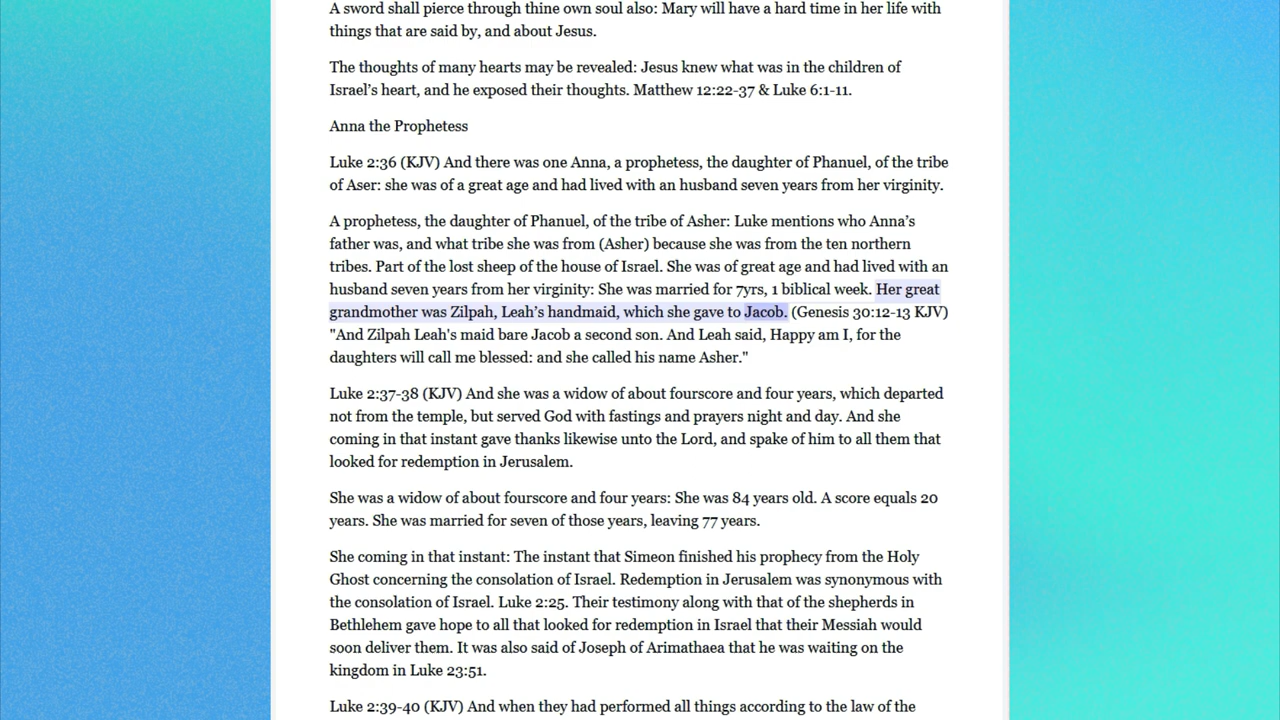 A sword shall pierce through thine own soul also: Mary will have a hard time in her life with
things that are said by, and about Jesus.
The thoughts of many hearts may be revealed: Jesus knew what was in the children of
Israel’s heart, and he exposed their thoughts. Matthew 12:22-37 & Luke 6:1-11.
Anna the Prophetess
Luke 2:36 (KJV) And there was one Anna, a prophetess, the daughter of Phanuel, of the tribe
of Aser: she was of a great age and had lived with an husband seven years from her virginity.
A prophetess, the daughter of Phanuel, of the tribe of Asher: Luke mentions who Anna’s
father was, and what tribe she was from (Asher) because she was from the ten northern
tribes. Part of the lost sheep of the house of Israel. She was of great age and had lived with an
husband seven years from her virginity: She was married for 7yrs, 1 biblical week. Her great
grandmother was Zilpah, Leah’s handmaid, which she gave to Jacob. (Genesis 30:12-13 KJV)
"And Zilpah Leah's maid bare Jacob a second son. And Leah said, Happy am I, for the
daughters will call me blessed: and she called his name Asher."
Luke 2:37-38 (KJV) And she was a widow of about fourscore and four years, which departed
not from the temple, but served God with fastings and prayers night and day. And she
coming in that instant gave thanks likewise unto the Lord, and spake of him to all them that
looked for redemption in Jerusalem.
She was a widow of about fourscore and four years: She was 84 years old. A score equals 20
years. She was married for seven of those years, leaving 77 years.
She coming in that instant: The instant that Simeon finished his prophecy from the Holy
Ghost concerning the consolation of Israel. Redemption in Jerusalem was synonymous with
the consolation of Israel. Luke 2:25. Their testimony along with that of the shepherds in
Bethlehem gave hope to all that looked for redemption in Israel that their Messiah would
soon deliver them. It was also said of Joseph of Arimathaea that he was waiting on the
kingdom in Luke 23:51.
Luke 2:39-40 (KJV) And when they had performed all things according to the law of the